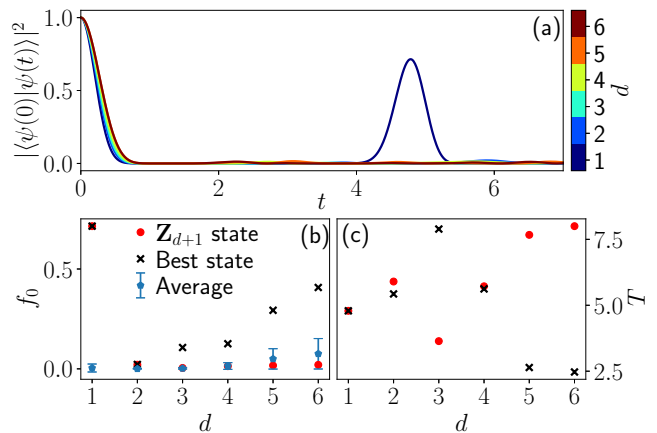 |⟨ψ(0)|ψ(t)⟩|²
1.0
0.5
0.0
0 2 4 6
t
(a)
6
5
4
3
2
1
d
f₀
0.5
0.0
Z_{d+1} state
Best state
Average
(b)
1 2 3 4 5 6
d
(c)
7.5
5.0
2.5
T
1 2 3 4 5 6
d